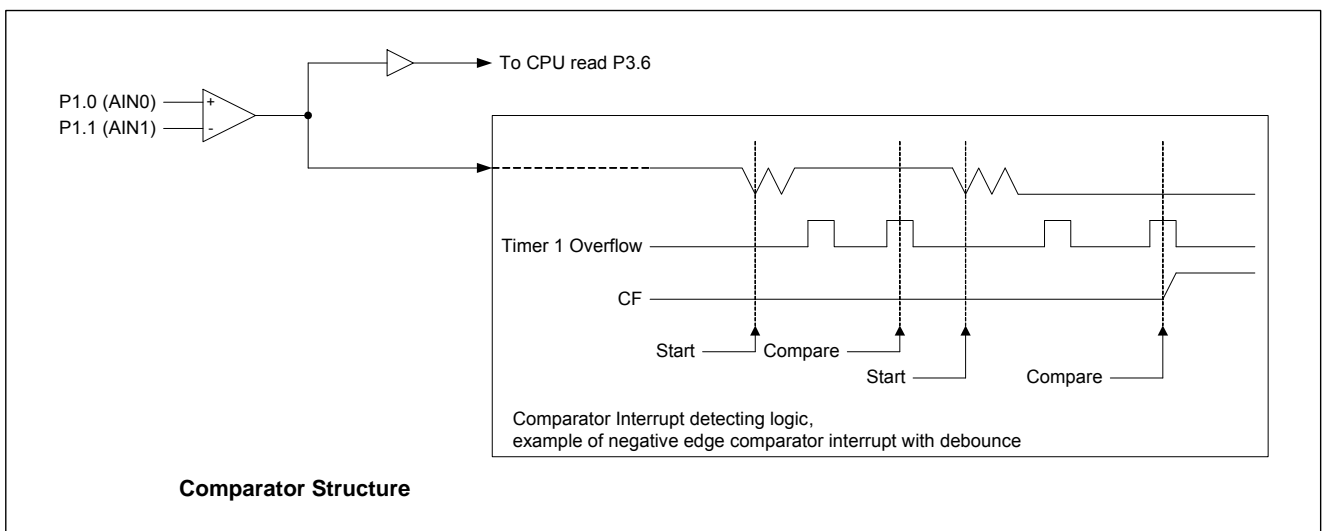 To CPU read P3.6
P1.0 (AIN0)
+
P1.1 (AIN1)
-
Timer 1 Overflow
CF
Start
Compare
Start
Compare
Comparator Interrupt detecting logic,
example of negative edge comparator interrupt with debounce
Comparator Structure